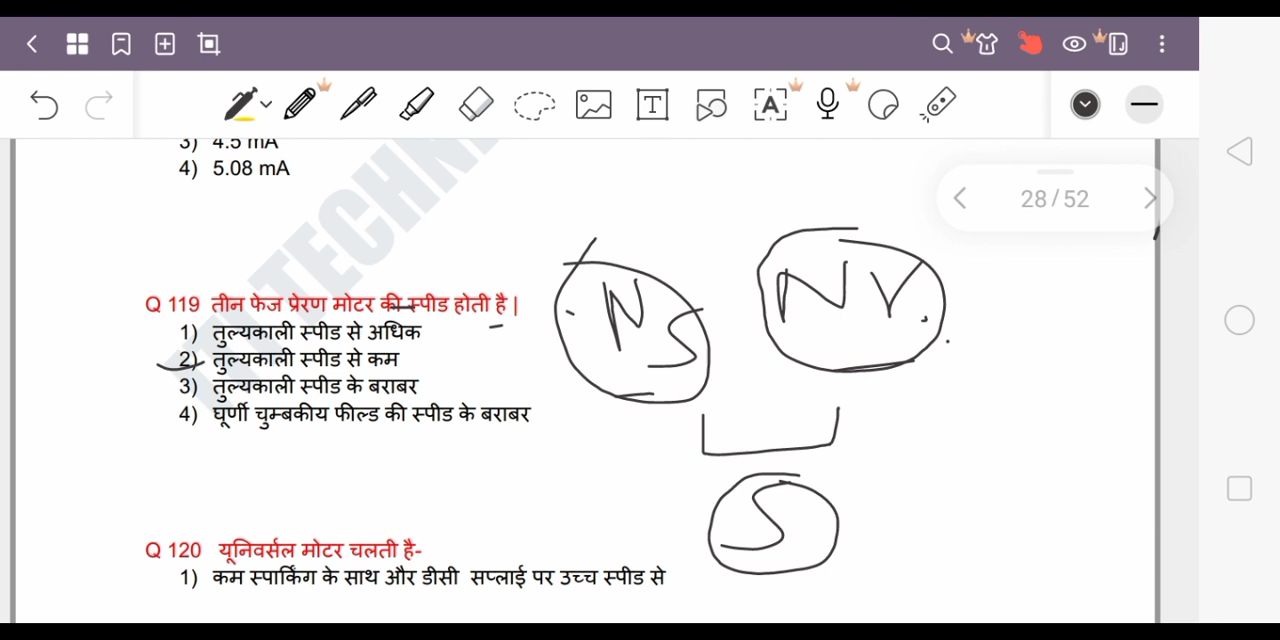 3) 4.5 mA
4) 5.08 mA
28/52
ITI TECHNI
Q 119 तीन फेज प्रेरण मोटर की स्पीड होती है |
1) तुल्यकाली स्पीड से अधिक
2) तुल्यकाली स्पीड से कम
3) तुल्यकाली स्पीड के बराबर
4) घूर्णी चुम्बकीय फील्ड की स्पीड के बराबर
NS
NY
S
Q 120 यूनिवर्सल मोटर चलती है-
1) कम स्पार्किंग के साथ और डीसी सप्लाई पर उच्च स्पीड से